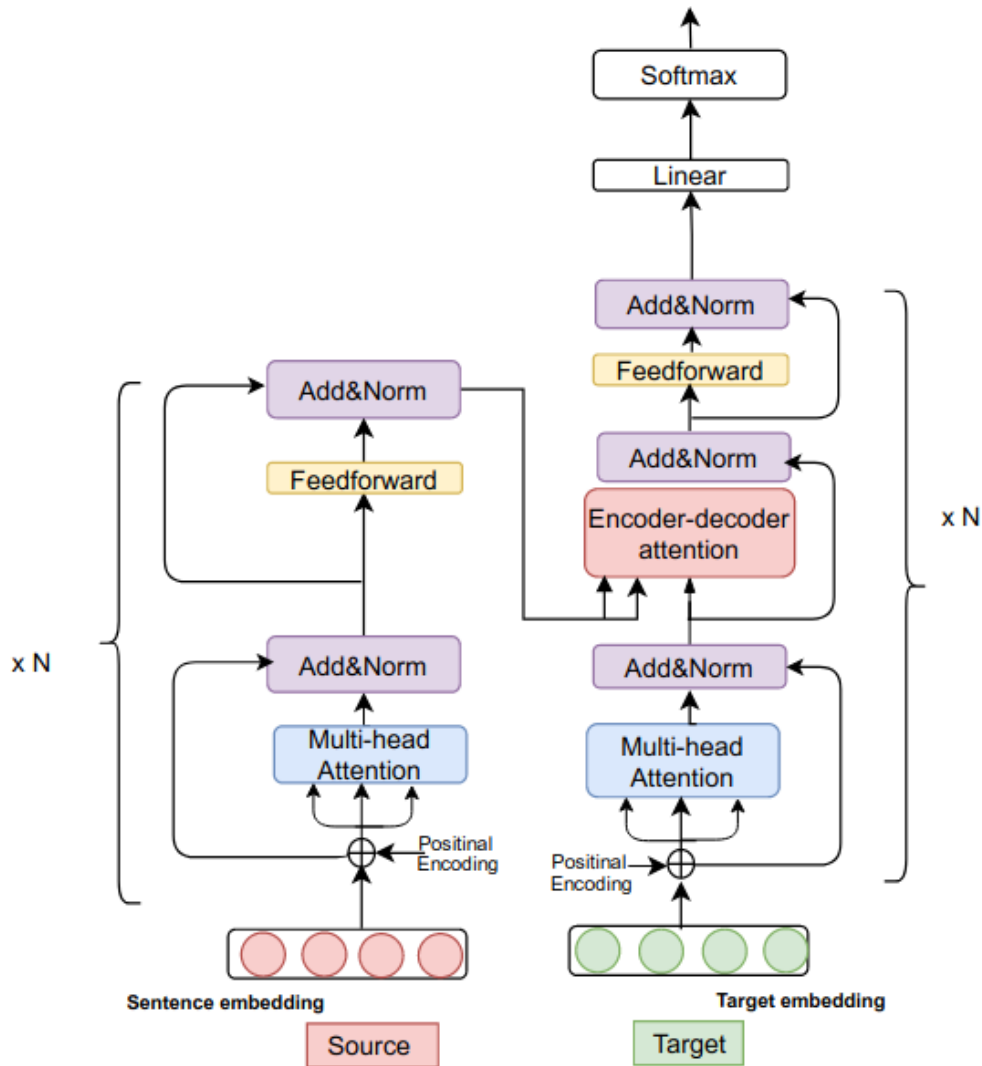 Softmax
Linear
Add&Norm
Feedforward
Add&Norm
Encoder-decoder
attention
Add&Norm
Multi-head
Attention
Positinal
Encoding
x N
Add&Norm
Feedforward
Add&Norm
Multi-head
Attention
Positinal
Encoding
x N
Sentence embedding
Target embedding
Source
Target